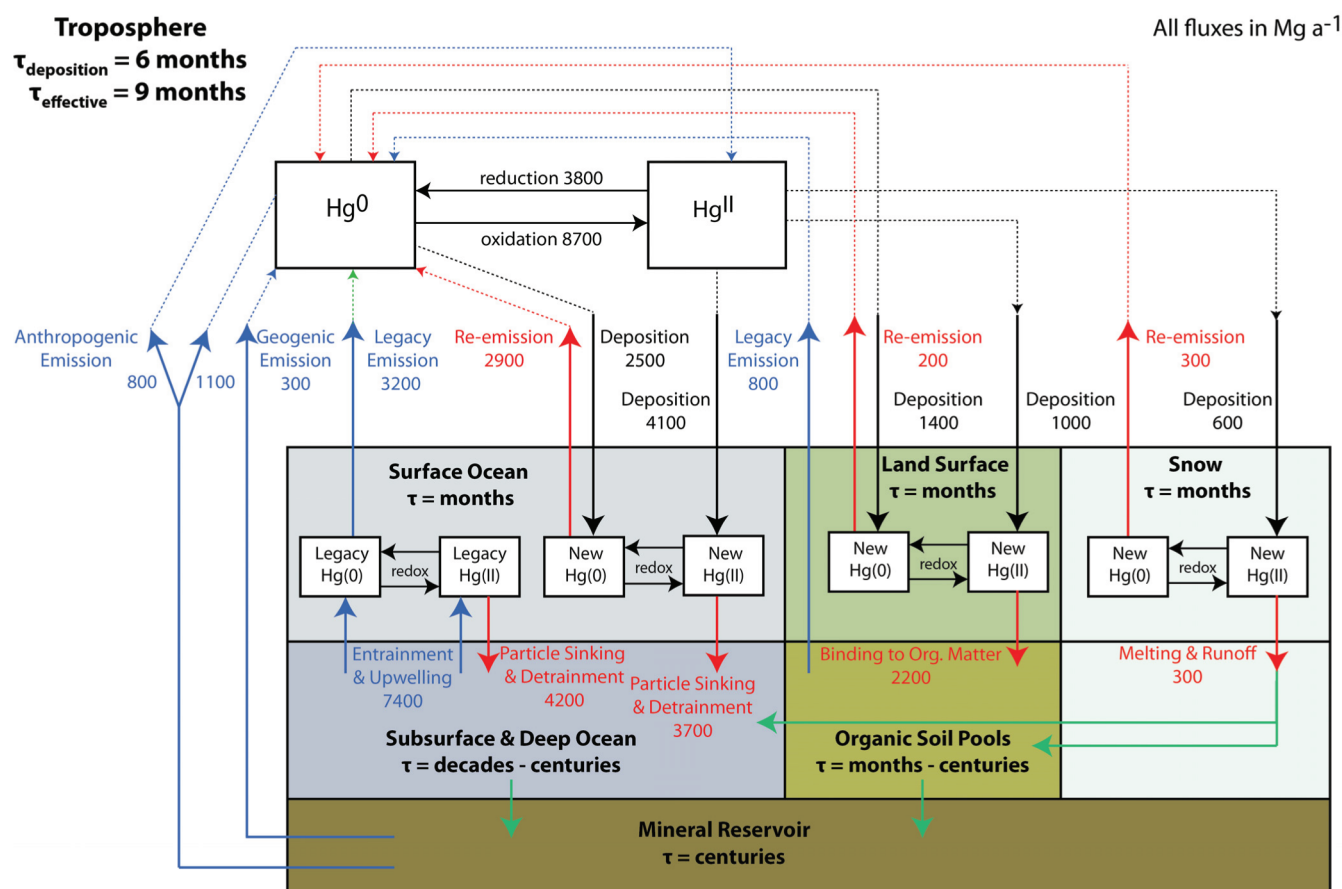 Troposphere
τdeposition = 6 months
τeffective = 9 months
All fluxes in Mg a-1
Hg0
reduction 3800
oxidation 8700
HgII
Anthropogenic
Emission
800
1100
Geogenic
Emission
300
Legacy
Emission
3200
Re-emission
2900
Deposition
2500
Deposition
4100
Legacy
Emission
800
Re-emission
200
Deposition
1400
Deposition
1000
Re-emission
300
Deposition
600
Surface Ocean
τ = months
Land Surface
τ = months
Snow
τ = months
Legacy
Hg(0)
redox
Legacy
Hg(II)
New
Hg(0)
redox
New
Hg(II)
New
Hg(0)
redox
New
Hg(II)
New
Hg(0)
redox
New
Hg(II)
Entrainment
& Upwelling
7400
Particle Sinking
& Detrainment
4200
Particle Sinking
& Detrainment
3700
Binding to Org. Matter
2200
Melting & Runoff
300
Subsurface & Deep Ocean
τ = decades - centuries
Organic Soil Pools
τ = months - centuries
Mineral Reservoir
τ = centuries